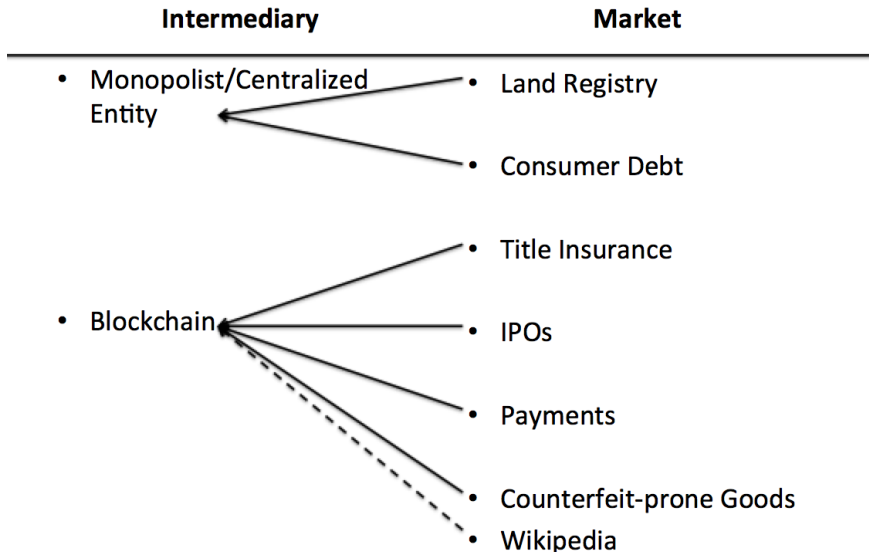 Intermediary Market
• Monopolist/Centralized
Entity
• Land Registry
• Consumer Debt
• Title Insurance
• Blockchain
• IPOs
• Payments
• Counterfeit-prone Goods
• Wikipedia